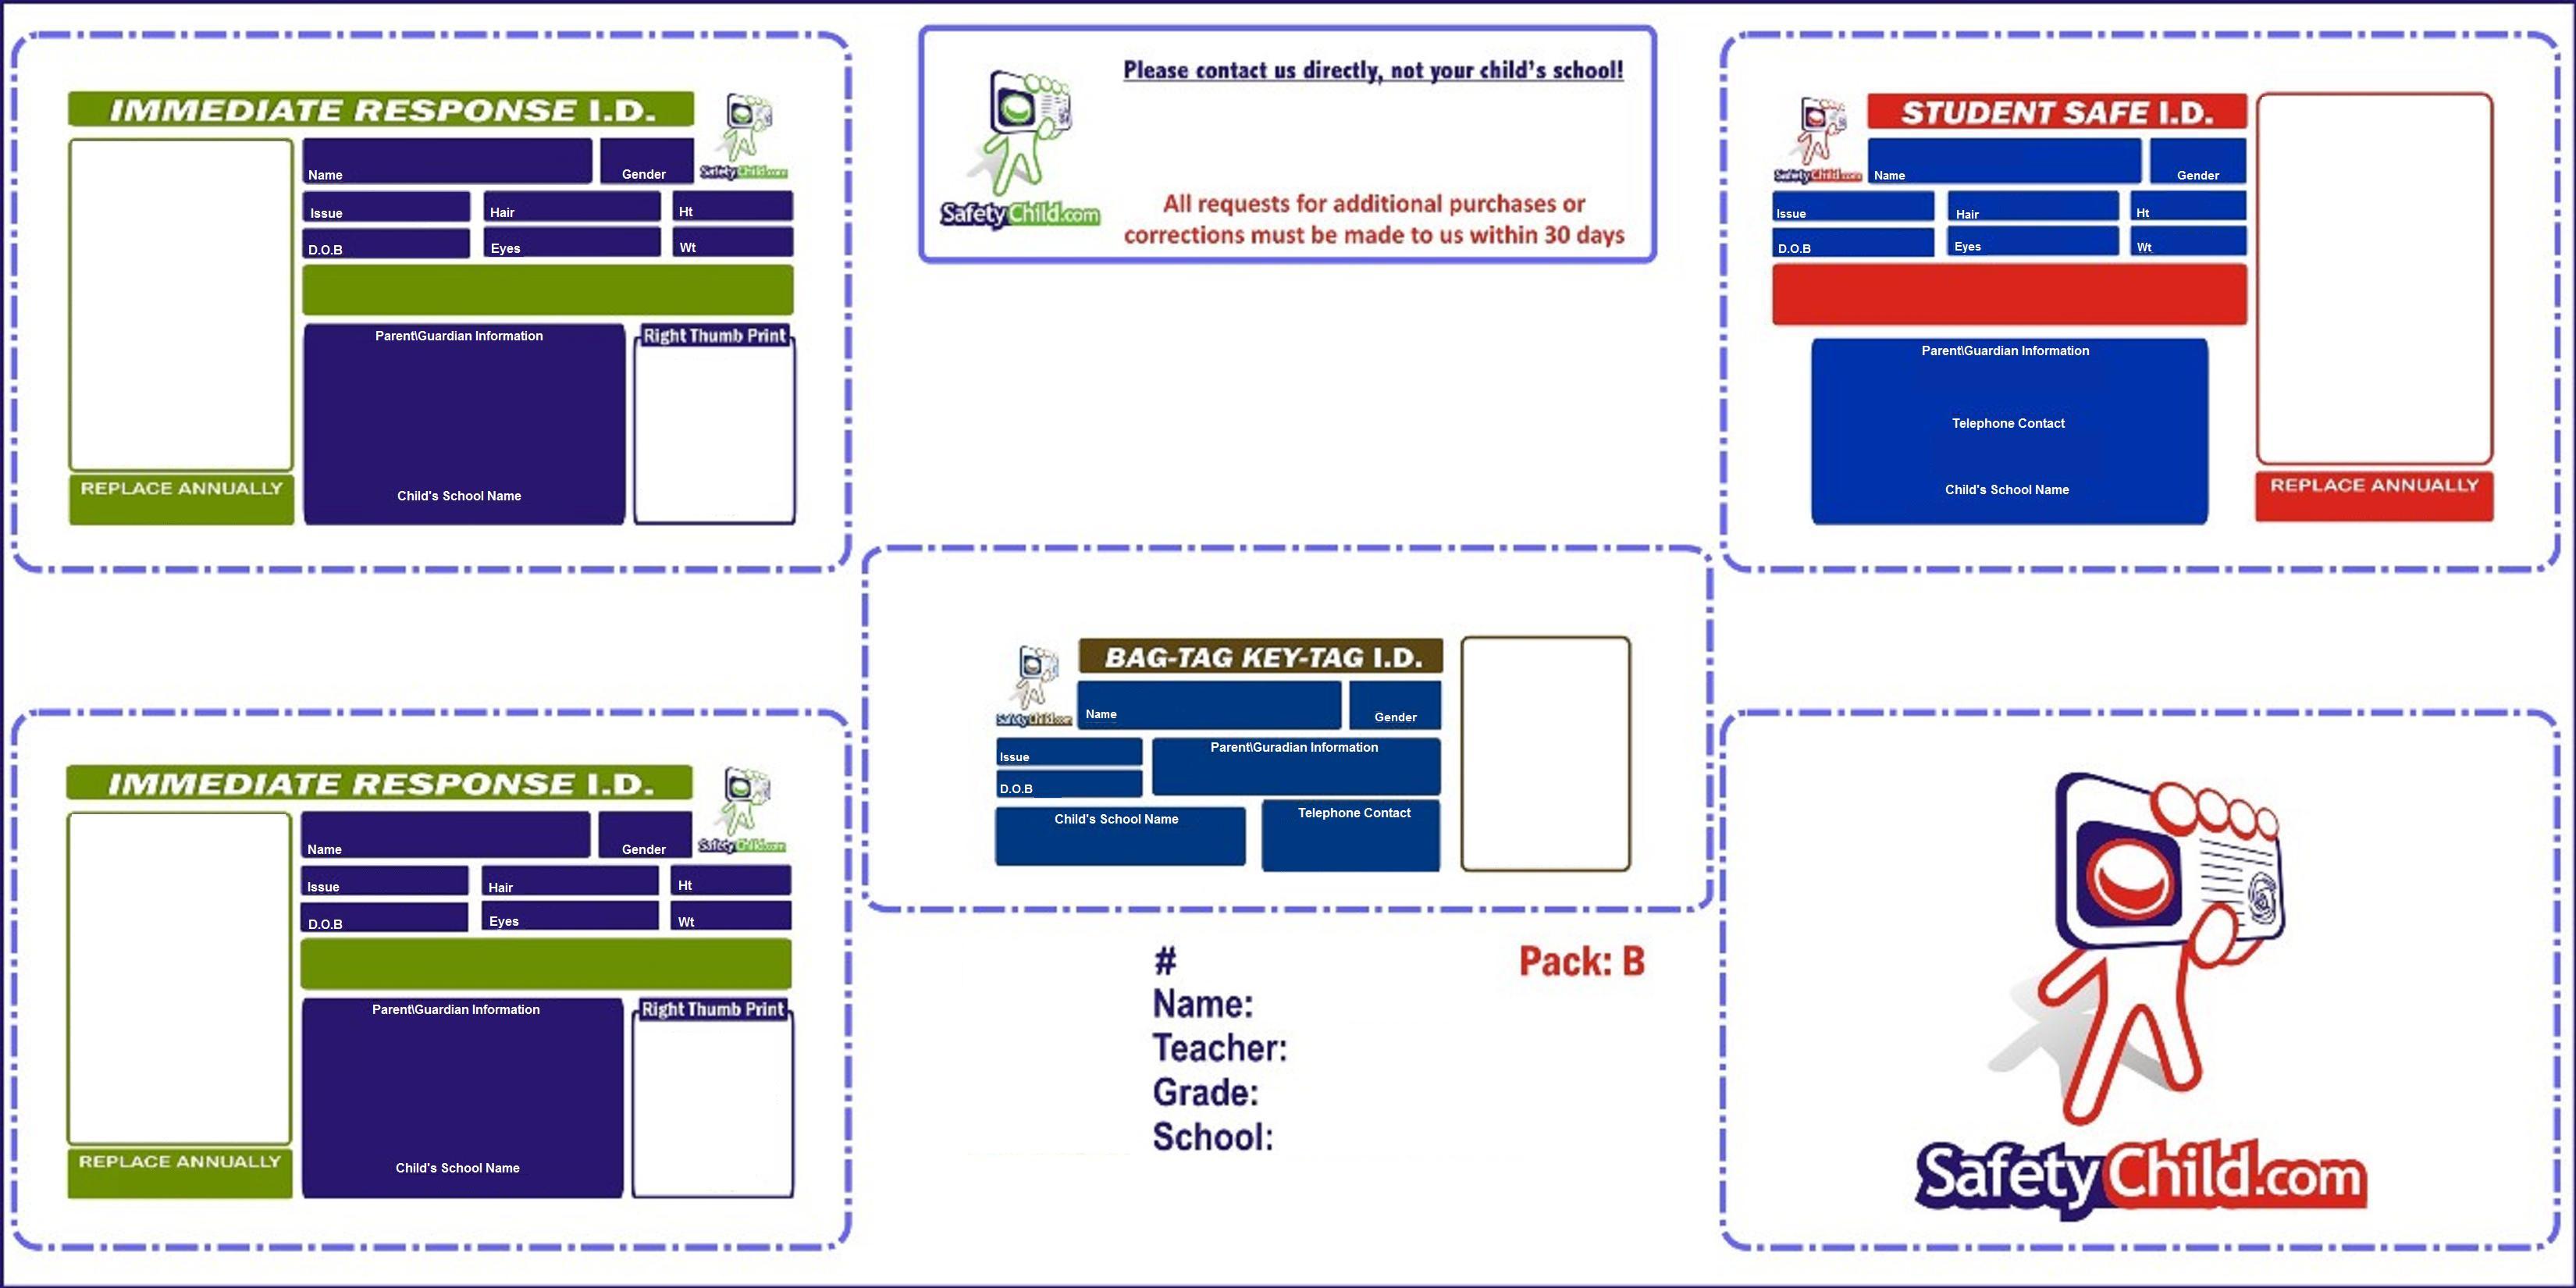 IMMEDIATE RESPONSE I.D.
SafetyChild.com
Name
Gender
Issue
Hair
Ht
D.O.B
Eyes
Wt
Parent\Guardian Information
Right Thumb Print
Child's School Name
REPLACE ANNUALLY
Please contact us directly, not your child's school!
SafetyChild.com
All requests for additional purchases or
corrections must be made to us within 30 days
STUDENT SAFE I.D.
SafetyChild.com
Name
Gender
Issue
Hair
Ht
D.O.B
Eyes
Wt
Parent\Guardian Information
Telephone Contact
Child's School Name
REPLACE ANNUALLY
BAG-TAG KEY-TAG I.D.
SafetyChild.com
Name
Gender
Issue
Parent\Guradian Information
D.O.B
Child's School Name
Telephone Contact
IMMEDIATE RESPONSE I.D.
SafetyChild.com
Name
Gender
Issue
Hair
Ht
D.O.B
Eyes
Wt
Parent\Guardian Information
Right Thumb Print
Child's School Name
REPLACE ANNUALLY
#
Pack: B
Name:
Teacher:
Grade:
School:
SafetyChild.com